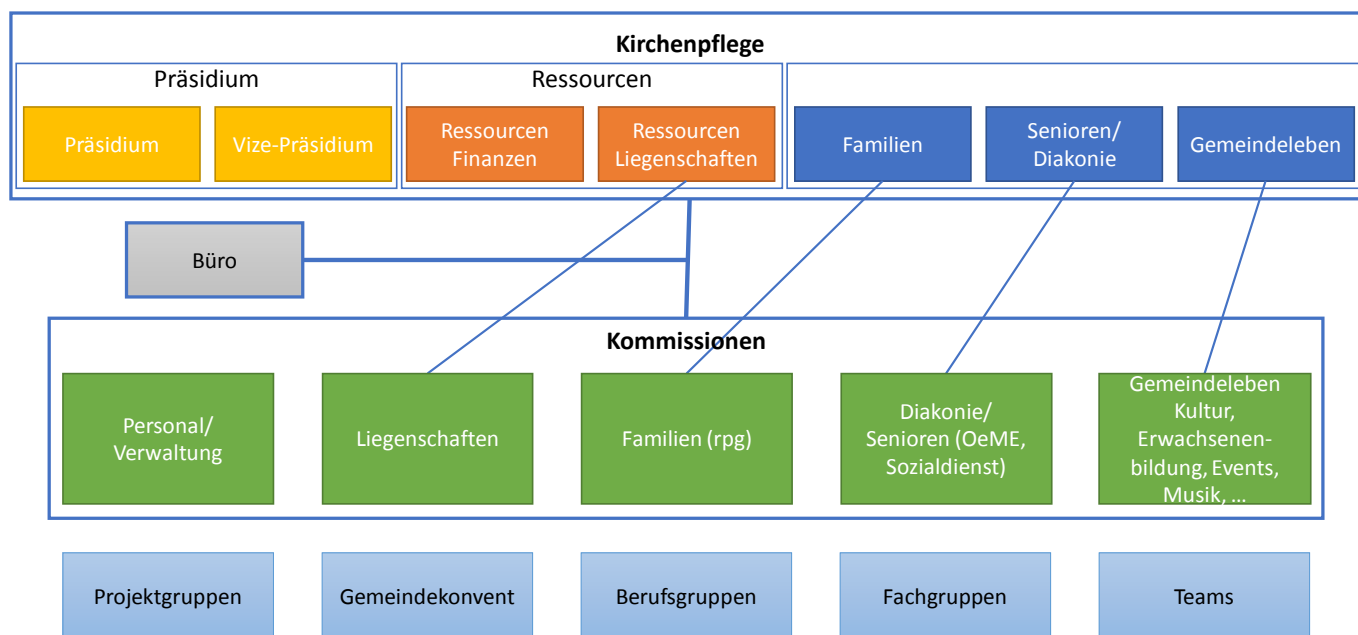 Kirchenpflege
Präsidium
Ressourcen
Präsidium
Vize-Präsidium
Ressourcen
Finanzen
Ressourcen
Liegenschaften
Familien
Senioren/
Diakonie
Gemeindeleben
Büro
Kommissionen
Personal/
Verwaltung
Liegenschaften
Familien (rpg)
Diakonie/
Senioren (OeME,
Sozialdienst)
Gemeindeleben
Kultur,
Erwachsenen-
bildung, Events,
Musik, …
Projektgruppen
Gemeindekonvent
Berufsgruppen
Fachgruppen
Teams